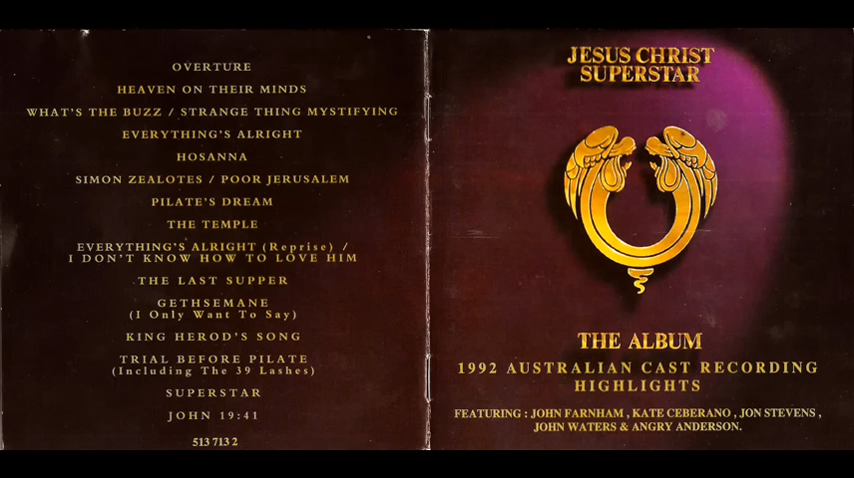 OVERTURE
HEAVEN ON THEIR MINDS
WHAT'S THE BUZZ / STRANGE THING MYSTIFYING
EVERYTHING'S ALRIGHT
HOSANNA
SIMON ZEALOTES / POOR JERUSALEM
PILATE'S DREAM
THE TEMPLE
EVERYTHING'S ALRIGHT (Reprise) /
I DON'T KNOW HOW TO LOVE HIM
THE LAST SUPPER
GETHSEMANE
(I Only Want To Say)
KING HEROD'S SONG
TRIAL BEFORE PILATE
(Including The 39 Lashes)
SUPERSTAR
JOHN 19:41
513 713 2
JESUS CHRIST
SUPERSTAR
THE ALBUM
1992 AUSTRALIAN CAST RECORDING
HIGHLIGHTS
FEATURING : JOHN FARNHAM , KATE CEBERANO , JON STEVENS ,
JOHN WATERS & ANGRY ANDERSON.